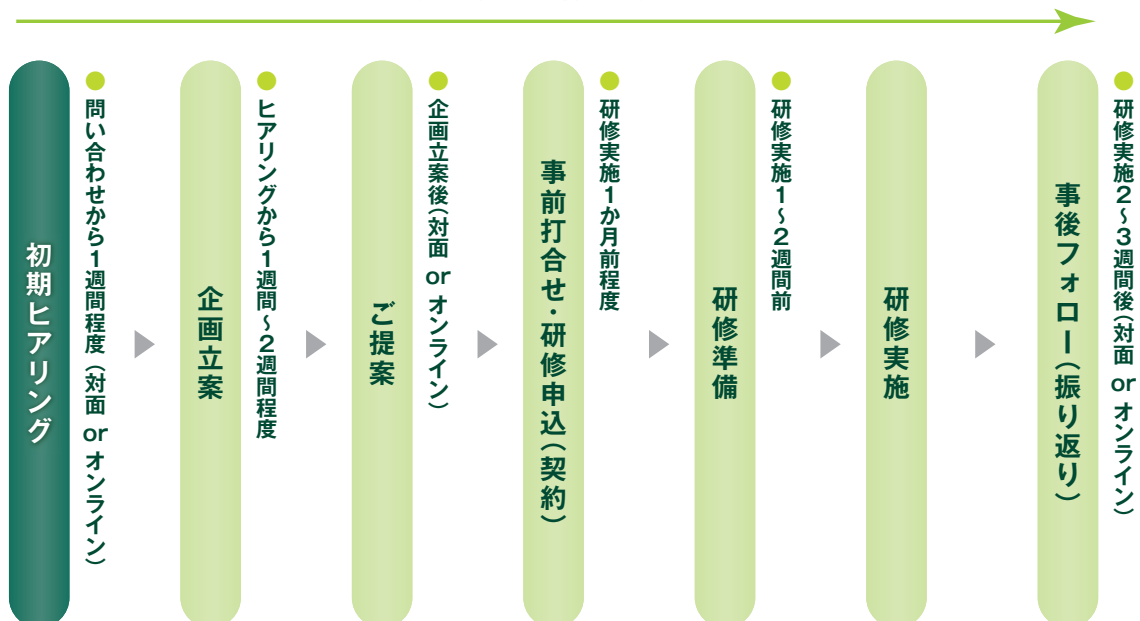 初期ヒアリング
問い合わせから1週間程度（対面 or オンライン）
企画立案
ヒアリングから1週間～2週間程度
ご提案
企画立案後（対面 or オンライン）
事前打合せ・研修申込（契約）
研修実施1か月前程度
研修準備
研修実施1～2週間前
研修実施
事後フォロー（振り返り）
研修実施2～3週間後（対面 or オンライン）